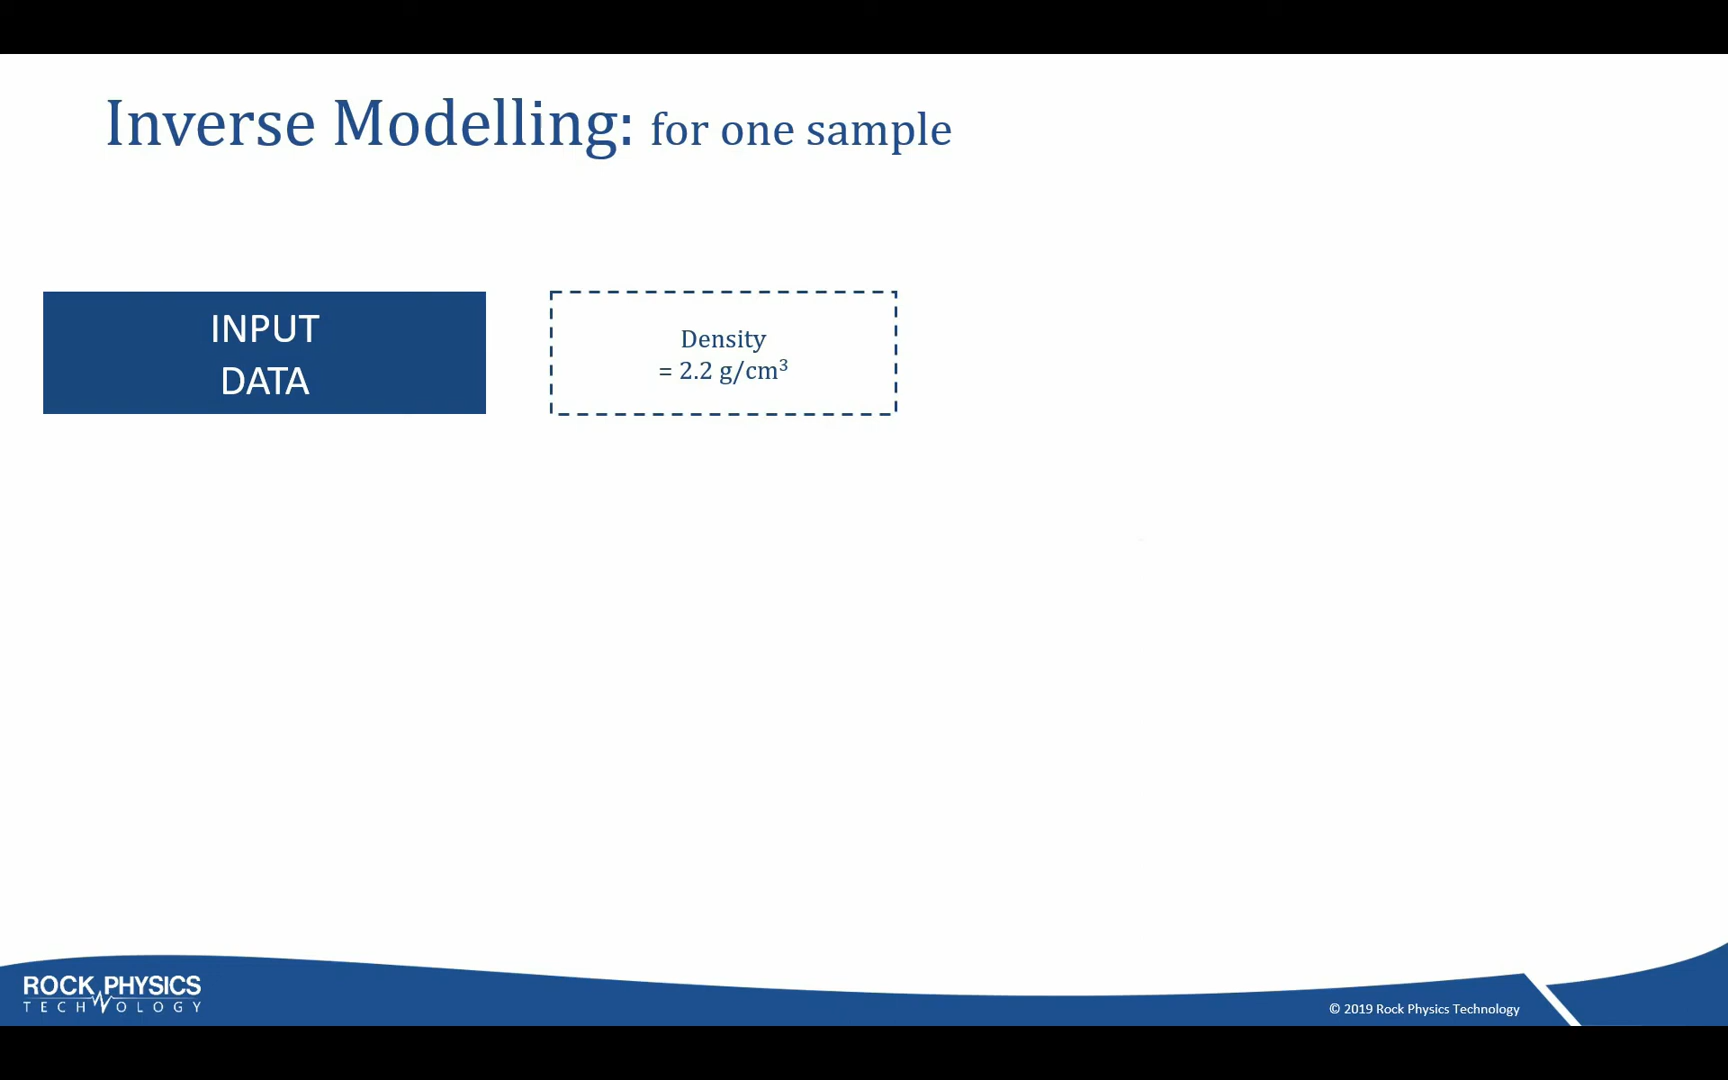 Inverse Modelling: for one sample
INPUT
DATA
Density
= 2.2 g/cm³
ROCK PHYSICS
TECHNOLOGY
© 2019 Rock Physics Technology